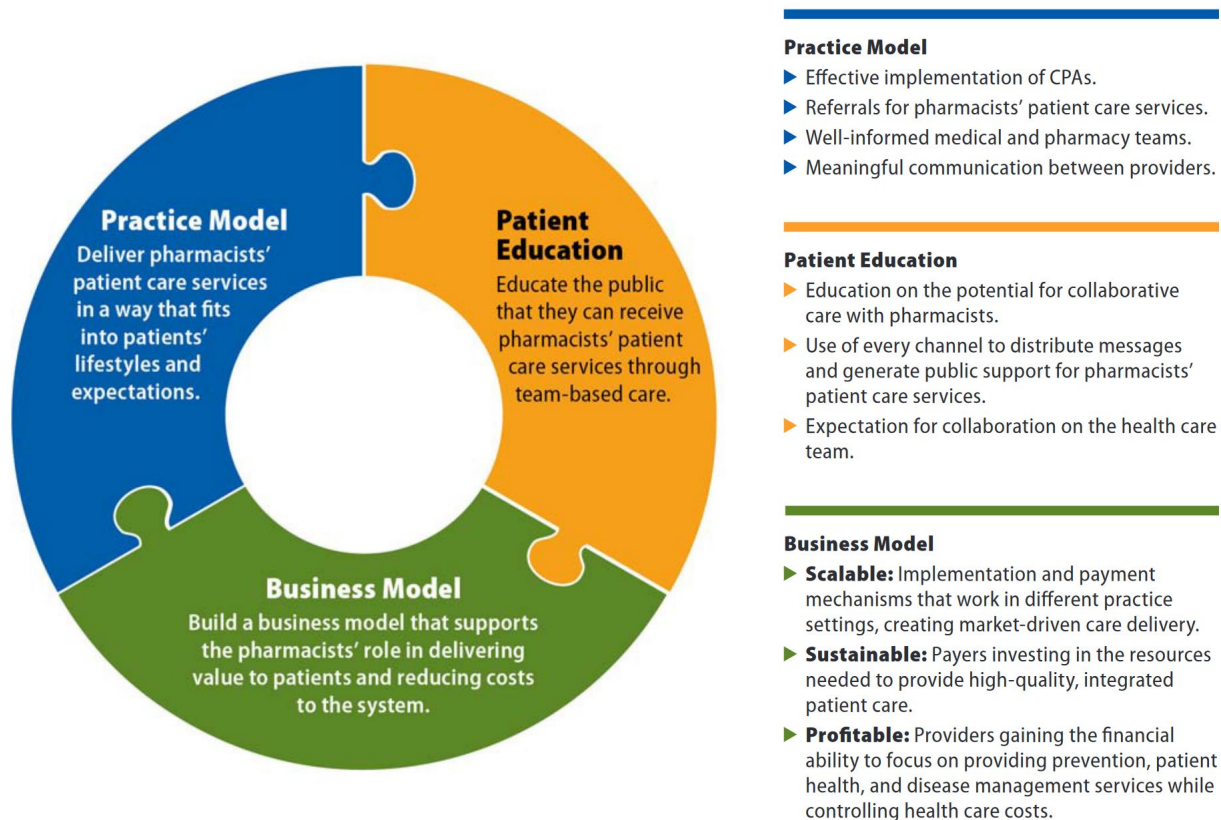 Practice Model
Deliver pharmacists’
patient care services
in a way that fits
into patients’
lifestyles and
expectations.
Patient
Education
Educate the public
that they can receive
pharmacists’ patient
care services through
team-based care.
Business Model
Build a business model that supports
the pharmacists’ role in delivering
value to patients and reducing costs
to the system.
Practice Model
Effective implementation of CPAs.
Referrals for pharmacists’ patient care services.
Well-informed medical and pharmacy teams.
Meaningful communication between providers.
Patient Education
Education on the potential for collaborative
care with pharmacists.
Use of every channel to distribute messages
and generate public support for pharmacists’
patient care services.
Expectation for collaboration on the health care
team.
Business Model
Scalable: Implementation and payment
mechanisms that work in different practice
settings, creating market-driven care delivery.
Sustainable: Payers investing in the resources
needed to provide high-quality, integrated
patient care.
Profitable: Providers gaining the financial
ability to focus on providing prevention, patient
health, and disease management services while
controlling health care costs.